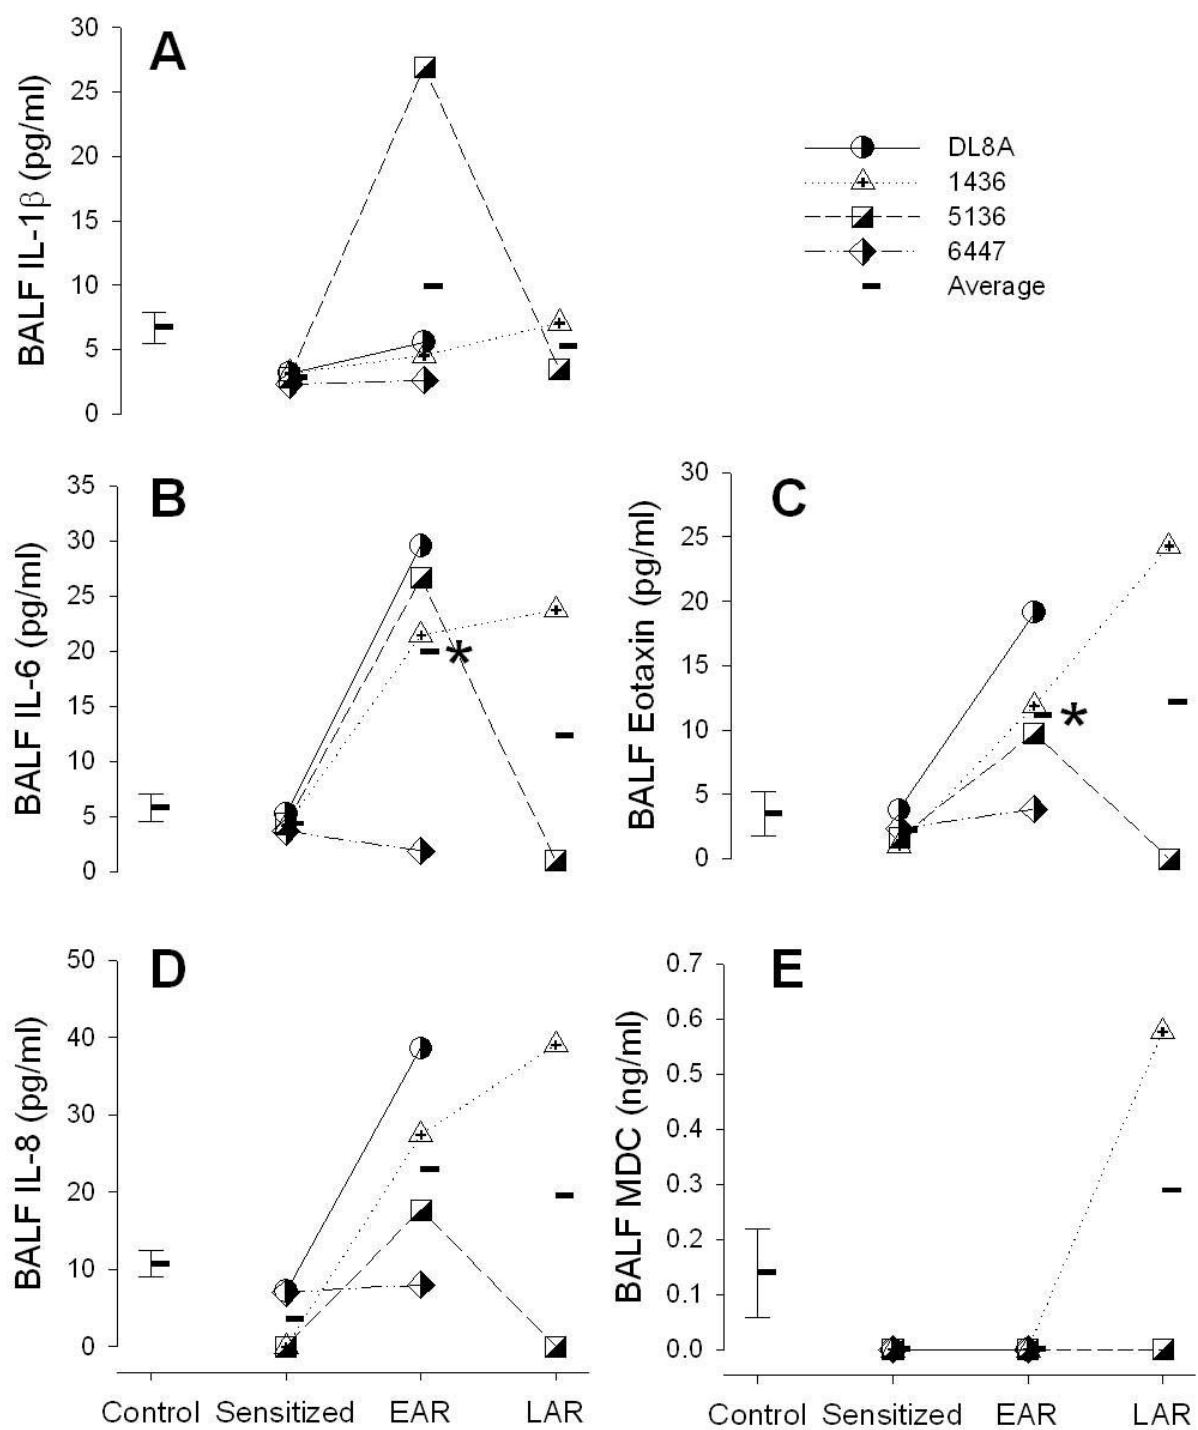 A
BALF IL-1β (pg/ml)
30
25
20
15
10
5
0
DL8A
1436
5136
6447
Average
B
BALF IL-6 (pg/ml)
35
30
25
20
15
10
5
0
*
C
BALF Eotaxin (pg/ml)
30
25
20
15
10
5
0
*
D
BALF IL-8 (pg/ml)
50
40
30
20
10
0
Control Sensitized EAR LAR
E
BALF MDC (ng/ml)
0.7
0.6
0.5
0.4
0.3
0.2
0.1
0.0
Control Sensitized EAR LAR